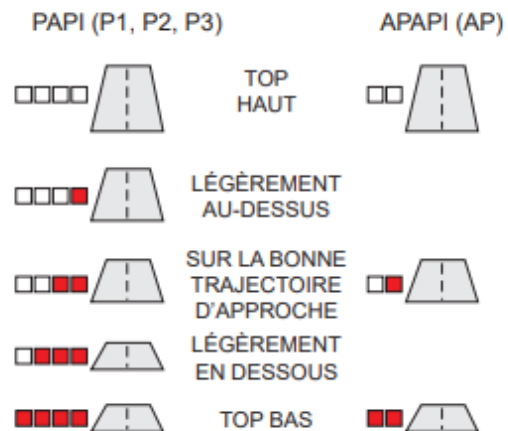 PAPI (P1, P2, P3)
APAPI (AP)
TOP
HAUT
LÉGÈREMENT
AU-DESSUS
SUR LA BONNE
TRAJECTOIRE
D'APPROCHE
LÉGÈREMENT
EN DESSOUS
TOP BAS